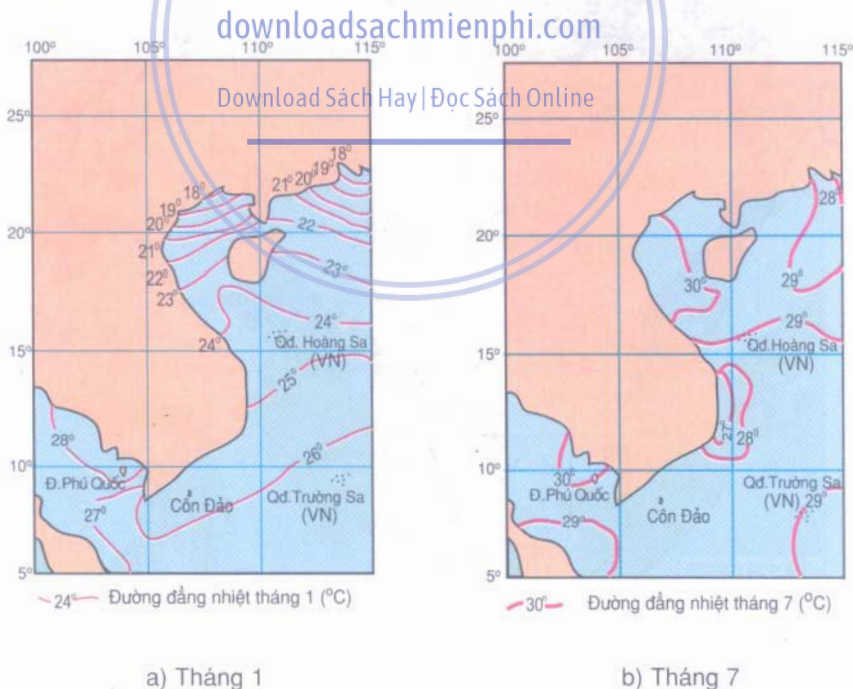 downloadsachmienphi.com
Download Sách Hay | Đọc Sách Online
100° 105° 110° 115°
25°
20°
15°
10°
5°
18°
19°
20°
21°
22°
23°
24°
21° 20° 19° 18°
22
23°
24°
Qđ. Hoàng Sa
(VN)
25°
26°
28°
Đ.Phú Quốc
27°
Côn Đảo
Qđ.Trường Sa
(VN)
24° Đường đẳng nhiệt tháng 1 (°C)
a) Tháng 1
100° 105° 110° 115°
25°
20°
15°
10°
5°
28°
29°
30°
29°
Qđ.Hoàng Sa
(VN)
27°
28°
30°
Đ.Phú Quốc
29°
Côn Đảo
Qđ.Trường Sa
(VN) 29°
30° Đường đẳng nhiệt tháng 7 (°C)
b) Tháng 7